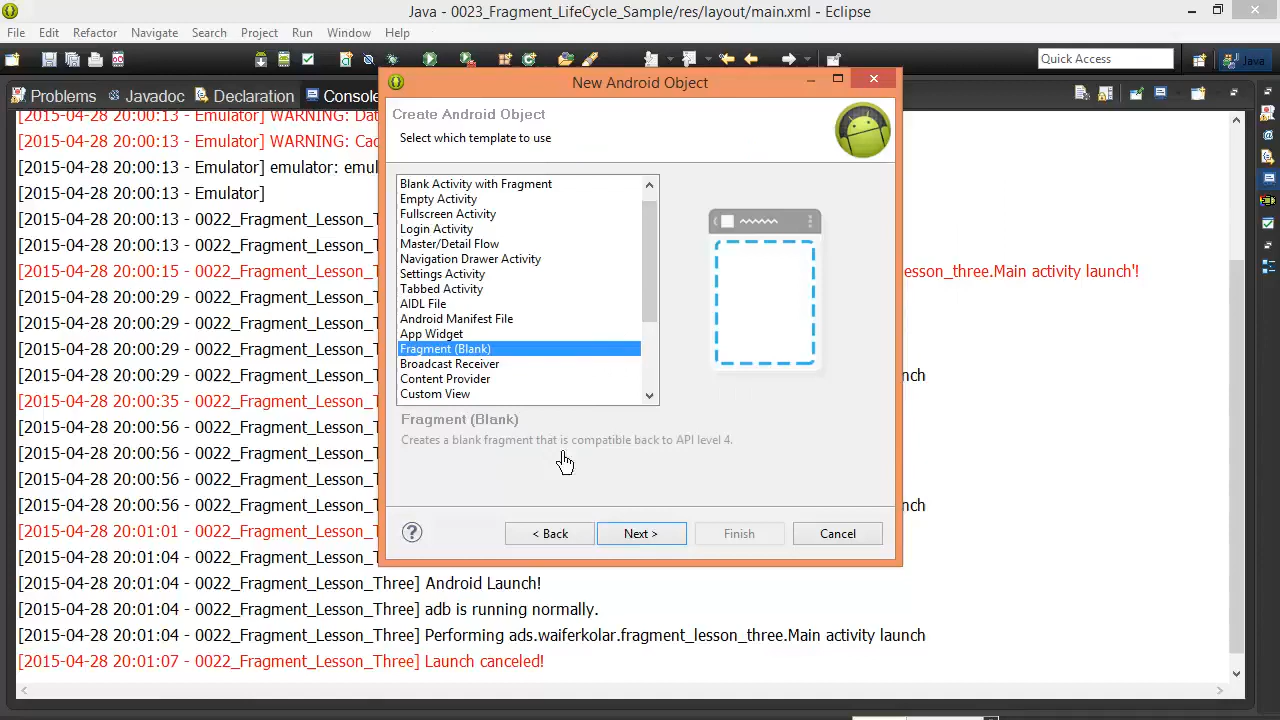 Java - 0023_Fragment_LifeCycle_Sample/res/layout/main.xml - Eclipse
File Edit Refactor Navigate Search Project Run Window Help
Quick Access
Java
Problems Javadoc Declaration Console
New Android Object
Create Android Object
Select which template to use
Blank Activity with Fragment
Empty Activity
Fullscreen Activity
Login Activity
Master/Detail Flow
Navigation Drawer Activity
Settings Activity
Tabbed Activity
AIDL File
Android Manifest File
App Widget
Fragment (Blank)
Broadcast Receiver
Content Provider
Custom View
Fragment (Blank)
Creates a blank fragment that is compatible back to API level 4.
< Back Next > Finish Cancel
[2015-04-28 20:00:13 - Emulator] WARNING: Dat
[2015-04-28 20:00:13 - Emulator] WARNING: Cac
[2015-04-28 20:00:13 - Emulator] emulator: emul
[2015-04-28 20:00:13 - Emulator]
[2015-04-28 20:00:13 - 0022_Fragment_Lesson_T
[2015-04-28 20:00:13 - 0022_Fragment_Lesson_T
[2015-04-28 20:00:15 - 0022_Fragment_Lesson_T esson_three.Main activity launch'!
[2015-04-28 20:00:29 - 0022_Fragment_Lesson_T
[2015-04-28 20:00:29 - 0022_Fragment_Lesson_T
[2015-04-28 20:00:29 - 0022_Fragment_Lesson_T ch
[2015-04-28 20:00:35 - 0022_Fragment_Lesson_T
[2015-04-28 20:00:56 - 0022_Fragment_Lesson_T
[2015-04-28 20:00:56 - 0022_Fragment_Lesson_T
[2015-04-28 20:00:56 - 0022_Fragment_Lesson_T
[2015-04-28 20:00:56 - 0022_Fragment_Lesson_T ch
[2015-04-28 20:01:01 - 0022_Fragment_Lesson_T
[2015-04-28 20:01:04 - 0022_Fragment_Lesson_T
[2015-04-28 20:01:04 - 0022_Fragment_Lesson_Three] Android Launch!
[2015-04-28 20:01:04 - 0022_Fragment_Lesson_Three] adb is running normally.
[2015-04-28 20:01:04 - 0022_Fragment_Lesson_Three] Performing ads.waiferkolar.fragment_lesson_three.Main activity launch
[2015-04-28 20:01:07 - 0022_Fragment_Lesson_Three] Launch canceled!